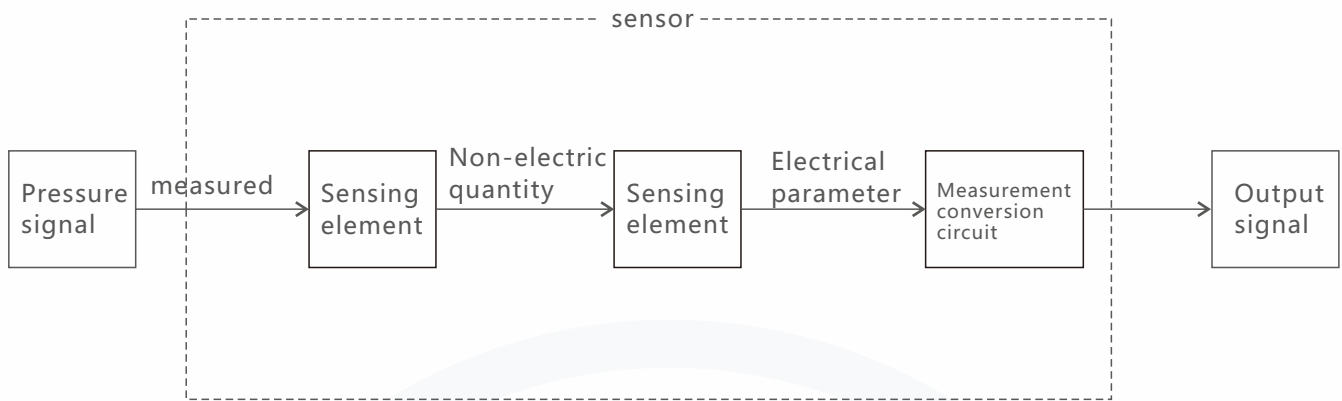 sensor
Pressure
signal
measured
Sensing
element
Non-electric
quantity
Sensing
element
Electrical
parameter
Measurement
conversion
circuit
Output
signal